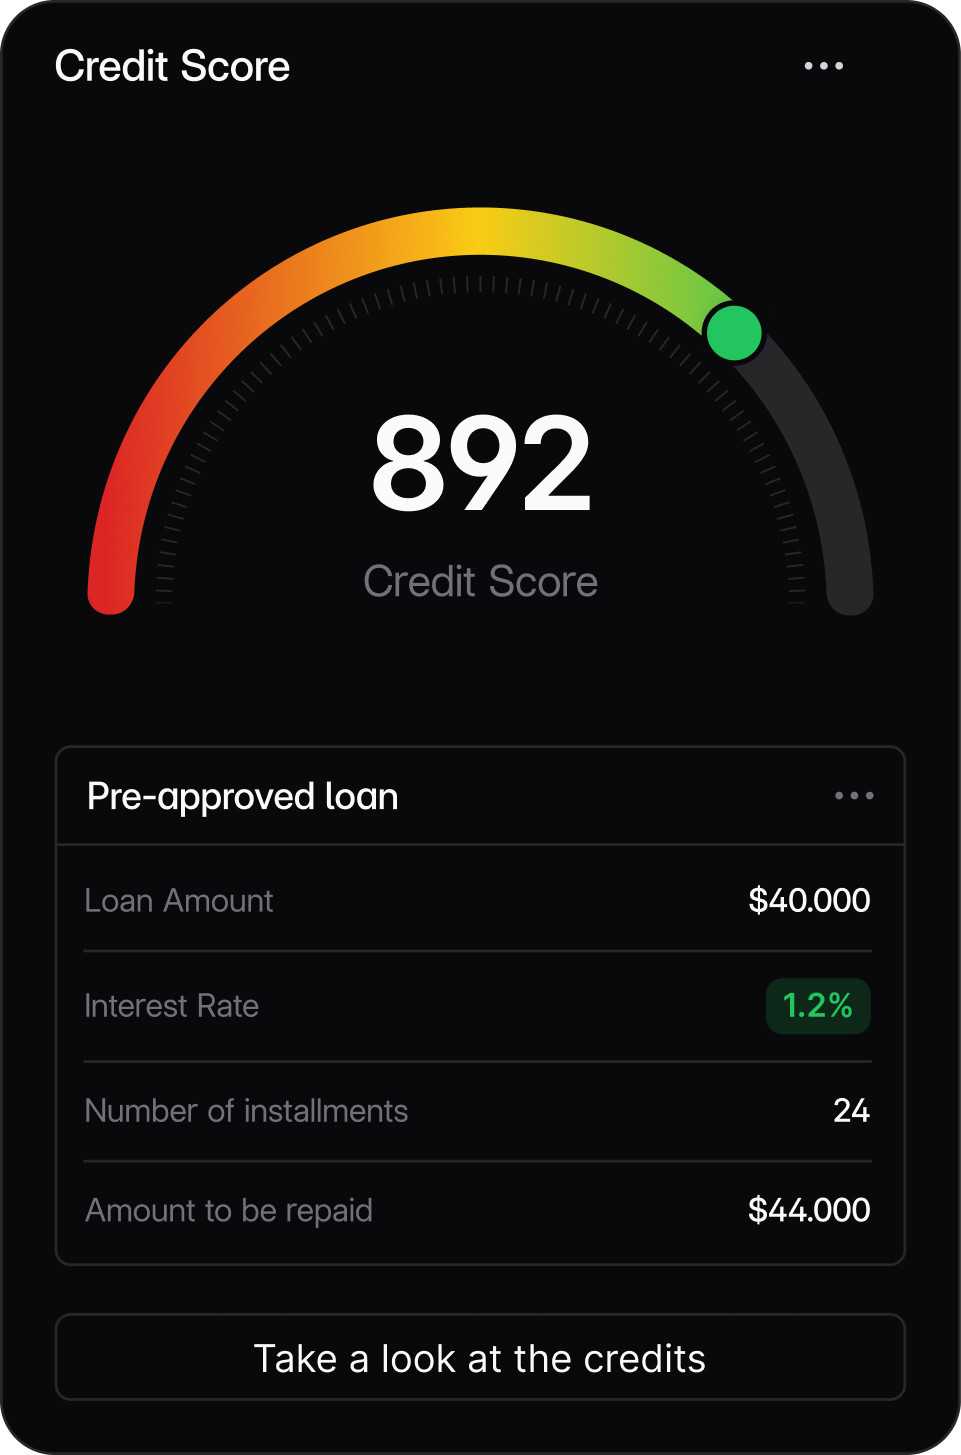 Credit Score
892
Credit Score
Pre-approved loan
Loan Amount $40.000
Interest Rate 1.2%
Number of installments 24
Amount to be repaid $44.000
Take a look at the credits